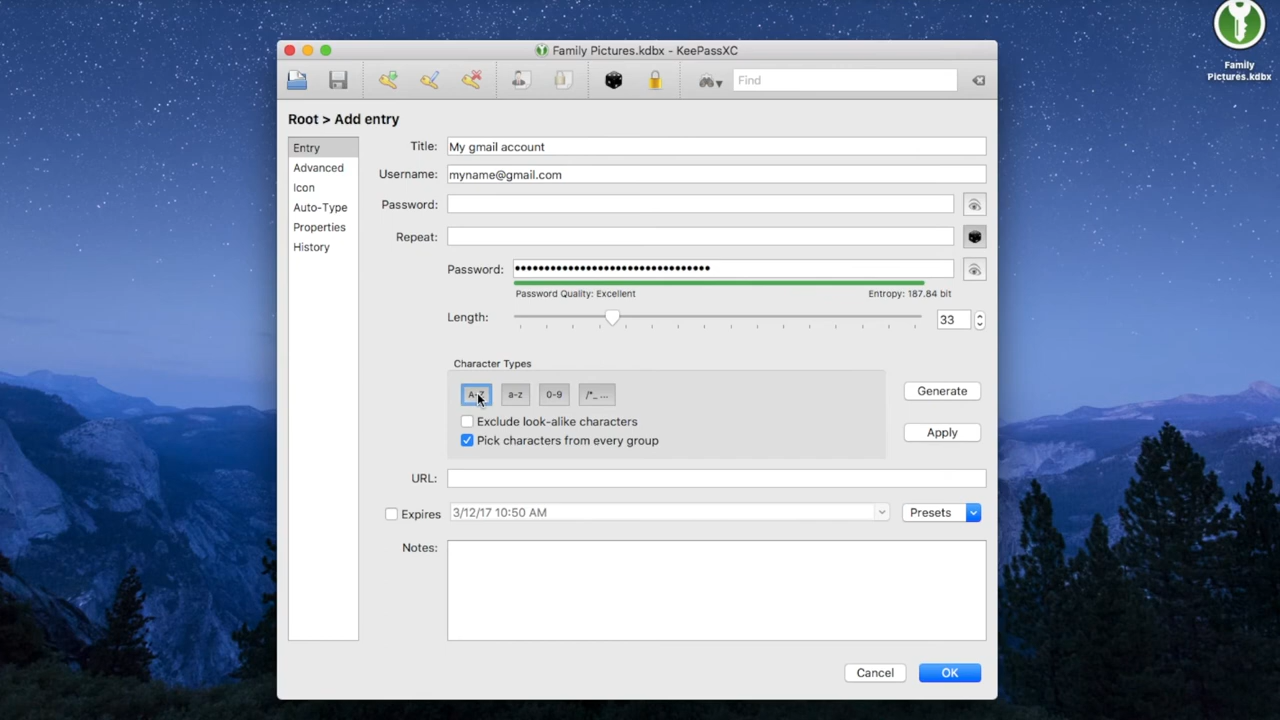 Family Pictures.kdbx - KeePassXC
Find
Family
Pictures.kdbx
Root > Add entry
Entry
Advanced
Icon
Auto-Type
Properties
History
Title: My gmail account
Username: myname@gmail.com
Password:
Repeat:
Password: •••••••••••••••••••••••••••••••••
Password Quality: Excellent Entropy: 187.84 bit
Length: 33
Character Types
A-Z a-z 0-9 /*_ ...
Generate
Exclude look-alike characters
Pick characters from every group
Apply
URL:
Expires 3/12/17 10:50 AM Presets
Notes:
Cancel OK